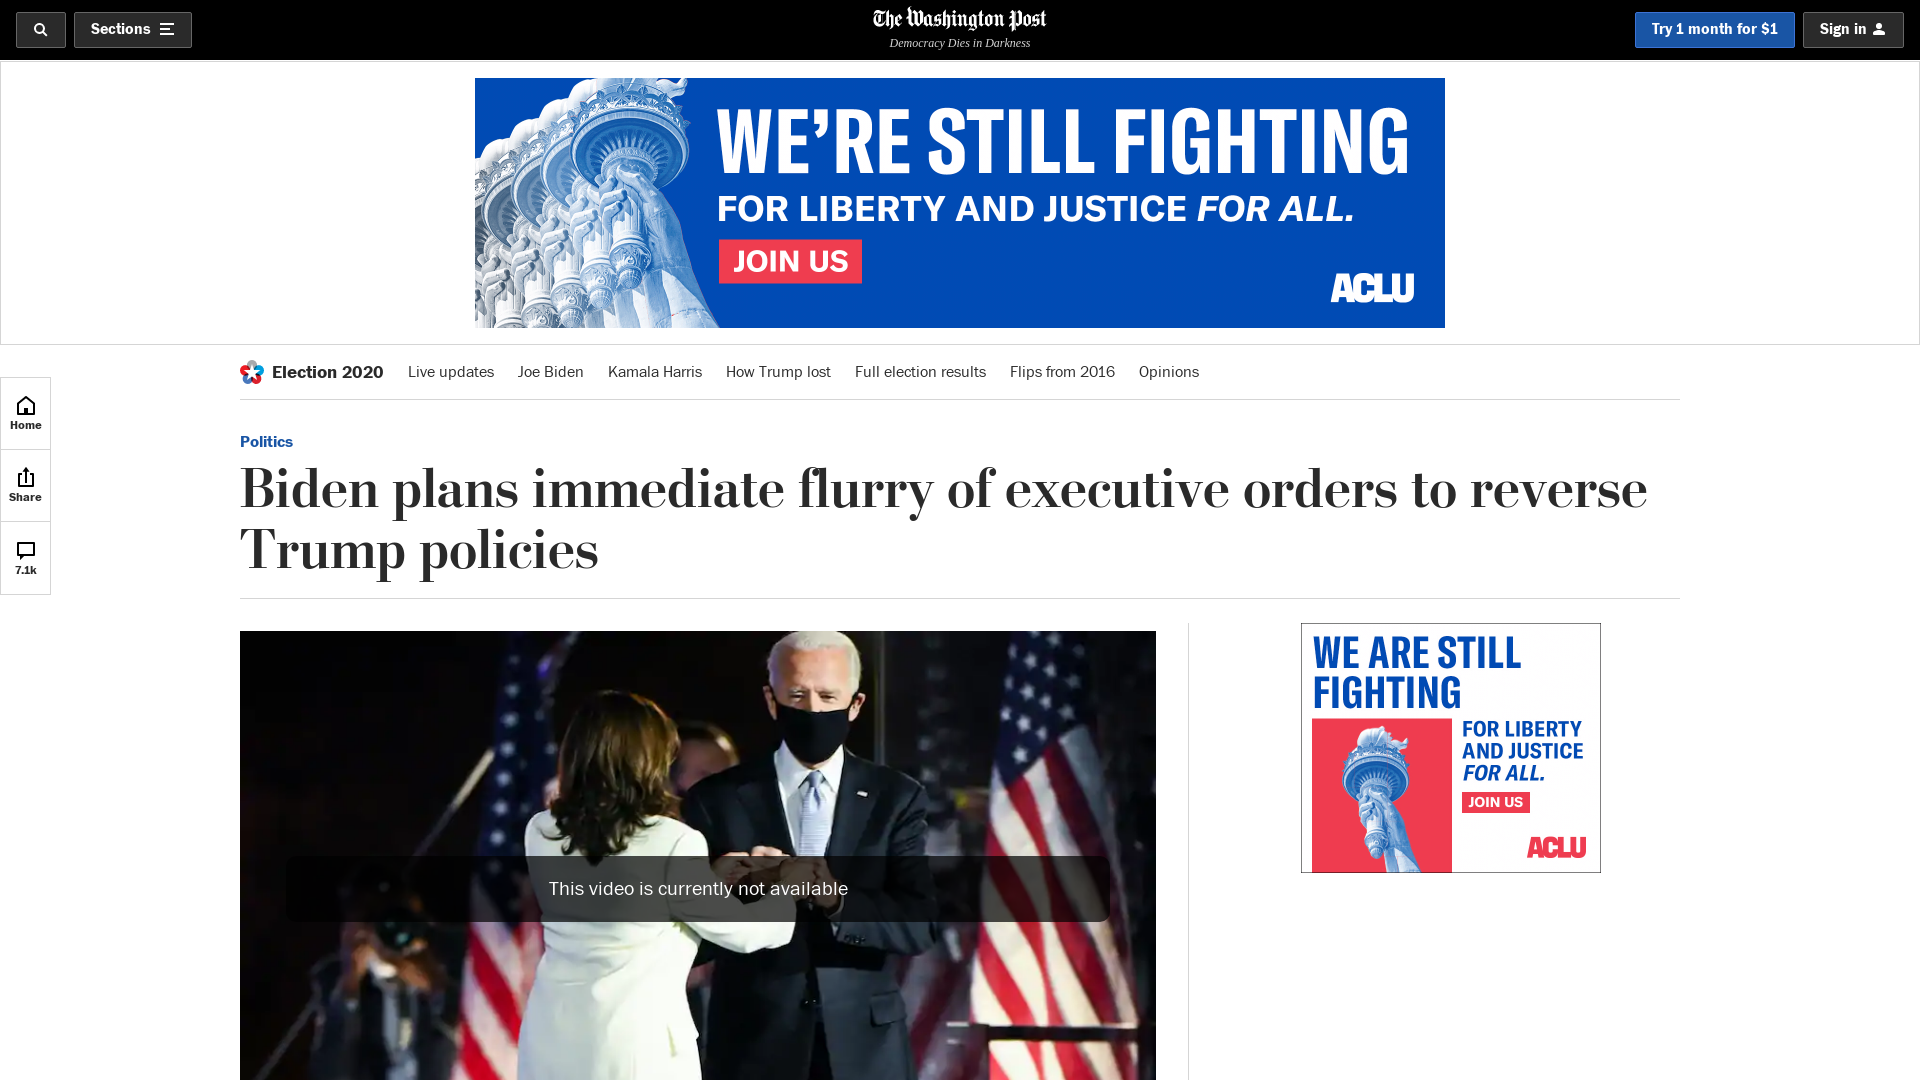 Sections
The Washington Post
Democracy Dies in Darkness
Try 1 month for $1
Sign in
WE'RE STILL FIGHTING
FOR LIBERTY AND JUSTICE FOR ALL.
JOIN US
ACLU
Election 2020
Live updates
Joe Biden
Kamala Harris
How Trump lost
Full election results
Flips from 2016
Opinions
Home
Share
7.1k
Politics
Biden plans immediate flurry of executive orders to reverse
Trump policies
This video is currently not available
WE ARE STILL
FIGHTING
FOR LIBERTY
AND JUSTICE
FOR ALL.
JOIN US
ACLU